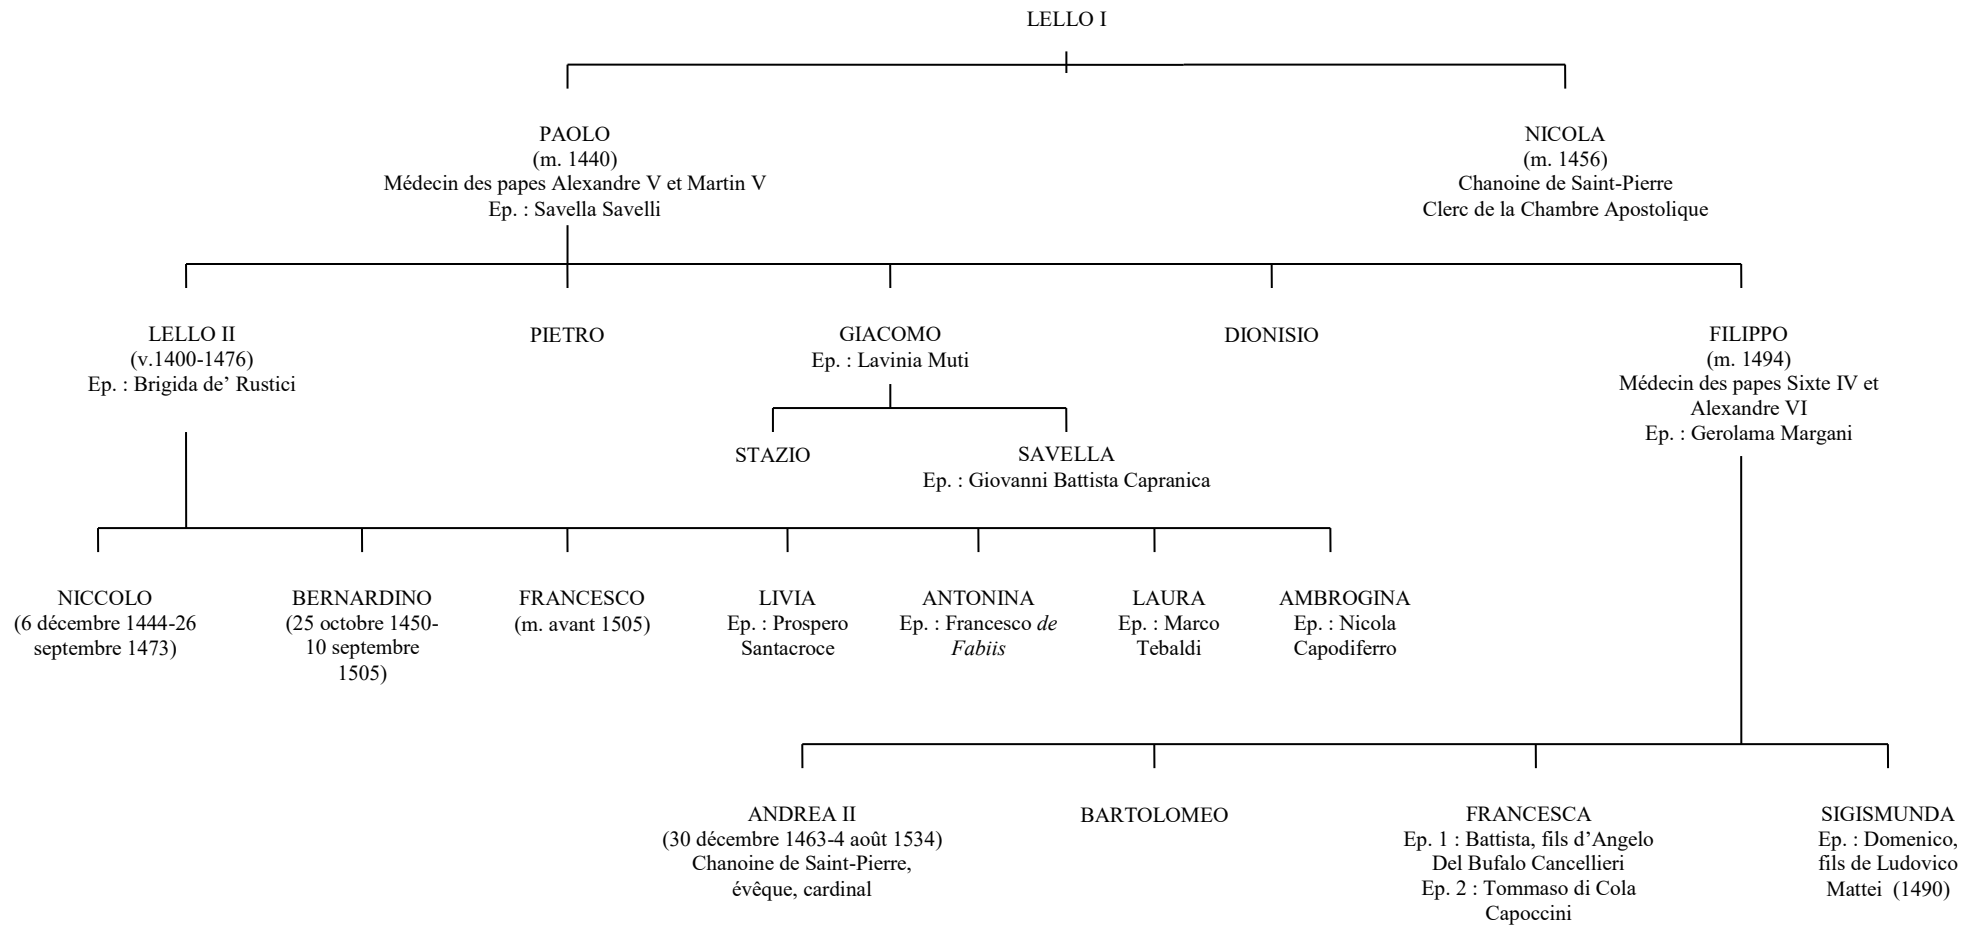 LELLO I
PAOLO
(m. 1440)
Médecin des papes Alexandre V et Martin V
Ep. : Savella Savelli
NICOLA
(m. 1456)
Chanoine de Saint-Pierre
Clerc de la Chambre Apostolique
LELLO II
(v.1400-1476)
Ep. : Brigida de’ Rustici
PIETRO
GIACOMO
Ep. : Lavinia Muti
DIONISIO
FILIPPO
(m. 1494)
Médecin des papes Sixte IV et
Alexandre VI
Ep. : Gerolama Margani
STAZIO
SAVELLA
Ep. : Giovanni Battista Capranica
NICCOLO
(6 décembre 1444-26
septembre 1473)
BERNARDINO
(25 octobre 1450-
10 septembre
1505)
FRANCESCO
(m. avant 1505)
LIVIA
Ep. : Prospero
Santacroce
ANTONINA
Ep. : Francesco de
Fabiis
LAURA
Ep. : Marco
Tebaldi
AMBROGINA
Ep. : Nicola
Capodiferro
ANDREA II
(30 décembre 1463-4 août 1534)
Chanoine de Saint-Pierre,
évêque, cardinal
BARTOLOMEO
FRANCESCA
Ep. 1 : Battista, fils d’Angelo
Del Bufalo Cancellieri
Ep. 2 : Tommaso di Cola
Capoccini
SIGISMUNDA
Ep. : Domenico,
fils de Ludovico
Mattei (1490)